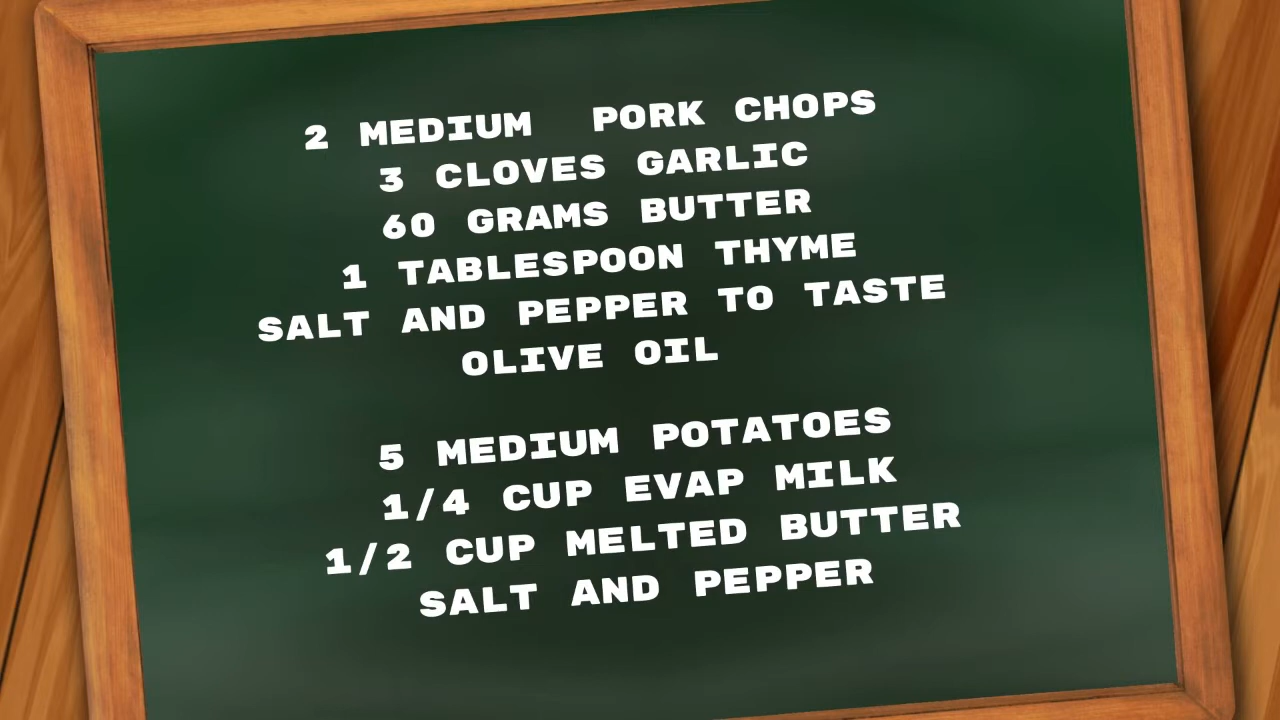 2 MEDIUM PORK CHOPS
3 CLOVES GARLIC
60 GRAMS BUTTER
1 TABLESPOON THYME
SALT AND PEPPER TO TASTE
OLIVE OIL
5 MEDIUM POTATOES
1/4 CUP EVAP MILK
1/2 CUP MELTED BUTTER
SALT AND PEPPER